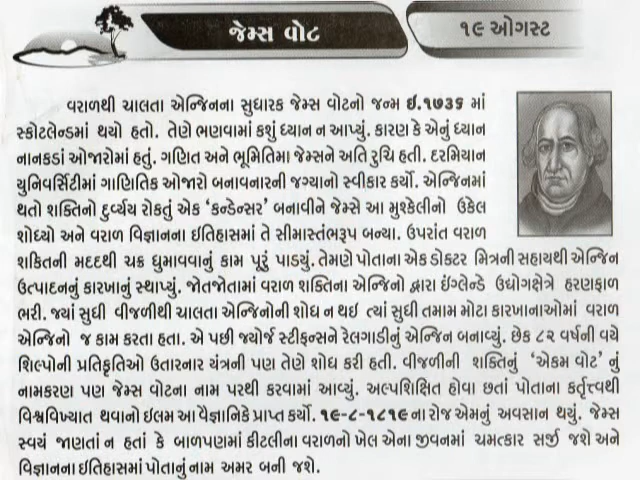 જેમ્સ વોટ
૧૯ ઓગસ્ટ
વરાળથી ચાલતા એન્જિનના સુધારક જેમ્સ વોટનો જન્મ ઇ.૧૭૩૬ માં
સ્કોટલેન્ડમાં થયો હતો. તેણે ભણવામાં કશું ધ્યાન ન આપ્યું. કારણ કે એનું ધ્યાન
નાનકડાં ઓજારોમાં હતું. ગણિત અને ભૂમિતિમા જેમ્સને અતિ રુચિ હતી. દરમિયાન
યુનિવર્સિટીમાં ગાણિતિક ઓજારો બનાવનારની જગ્યાનો સ્વીકાર કર્યો. એન્જિનમાં
થતો શક્તિનો દુર્વ્યય રોકતું એક ‘કન્ડેન્સર’ બનાવીને જેમ્સે આ મુશ્કેલીનો ઉકેલ
શોધ્યો અને વરાળ વિજ્ઞાનના ઇતિહાસમાં તે સીમાસ્તંભરૂપ બન્યા. ઉપરાંત વરાળ
શક્તિની મદદથી ચક્ર ઘુમાવવાનું કામ પૂરૂં પાડ્યું. તેમણે પોતાના એક ડોક્ટર મિત્રની સહાયથી એન્જિન
ઉત્પાદનનું કારખાનું સ્થાપ્યું. જોતજોતામાં વરાળ શક્તિના એન્જિનો દ્વારા ઈંગ્લેન્ડે ઉધોગક્ષેત્રે હરણફાળ
ભરી. જ્યાં સુધી વીજળીથી ચાલતા એન્જિનોની શોધ ન થઇ ત્યાં સુધી તમામ મોટા કારખાનાઓમાં વરાળ
એન્જિનો જ કામ કરતા હતા. એ પછી જ્યોર્જ સ્ટીફન્સને રેલગાડીનું એન્જિન બનાવ્યું. છેક ૮૨ વર્ષની વયે
શિલ્પોની પ્રતિકૃતિઓ ઉતારનાર યંત્રની પણ તેણે શોધ કરી હતી. વીજળીની શક્તિનું ‘એકમ વોટ’ નું
નામકરણ પણ જેમ્સ વોટના નામ પરથી કરવામાં આવ્યું. અલ્પશિક્ષિત હોવા છતાં પોતાના કર્તૃત્વથી
વિશ્વવિખ્યાત થવાનો ઇલમ આ વૈજ્ઞાનિકે પ્રાપ્ત કર્યો. ૧૯-૮-૧૮૧૯ના રોજ એમનું અવસાન થયું. જેમ્સ
સ્વયં જાણતાં ન હતાં કે બાળપણમાં કીટલીના વરાળનો ખેલ એના જીવનમાં ચમત્કાર સર્જી જશે અને
વિજ્ઞાનના ઇતિહાસમાં પોતાનું નામ અમર બની જશે.